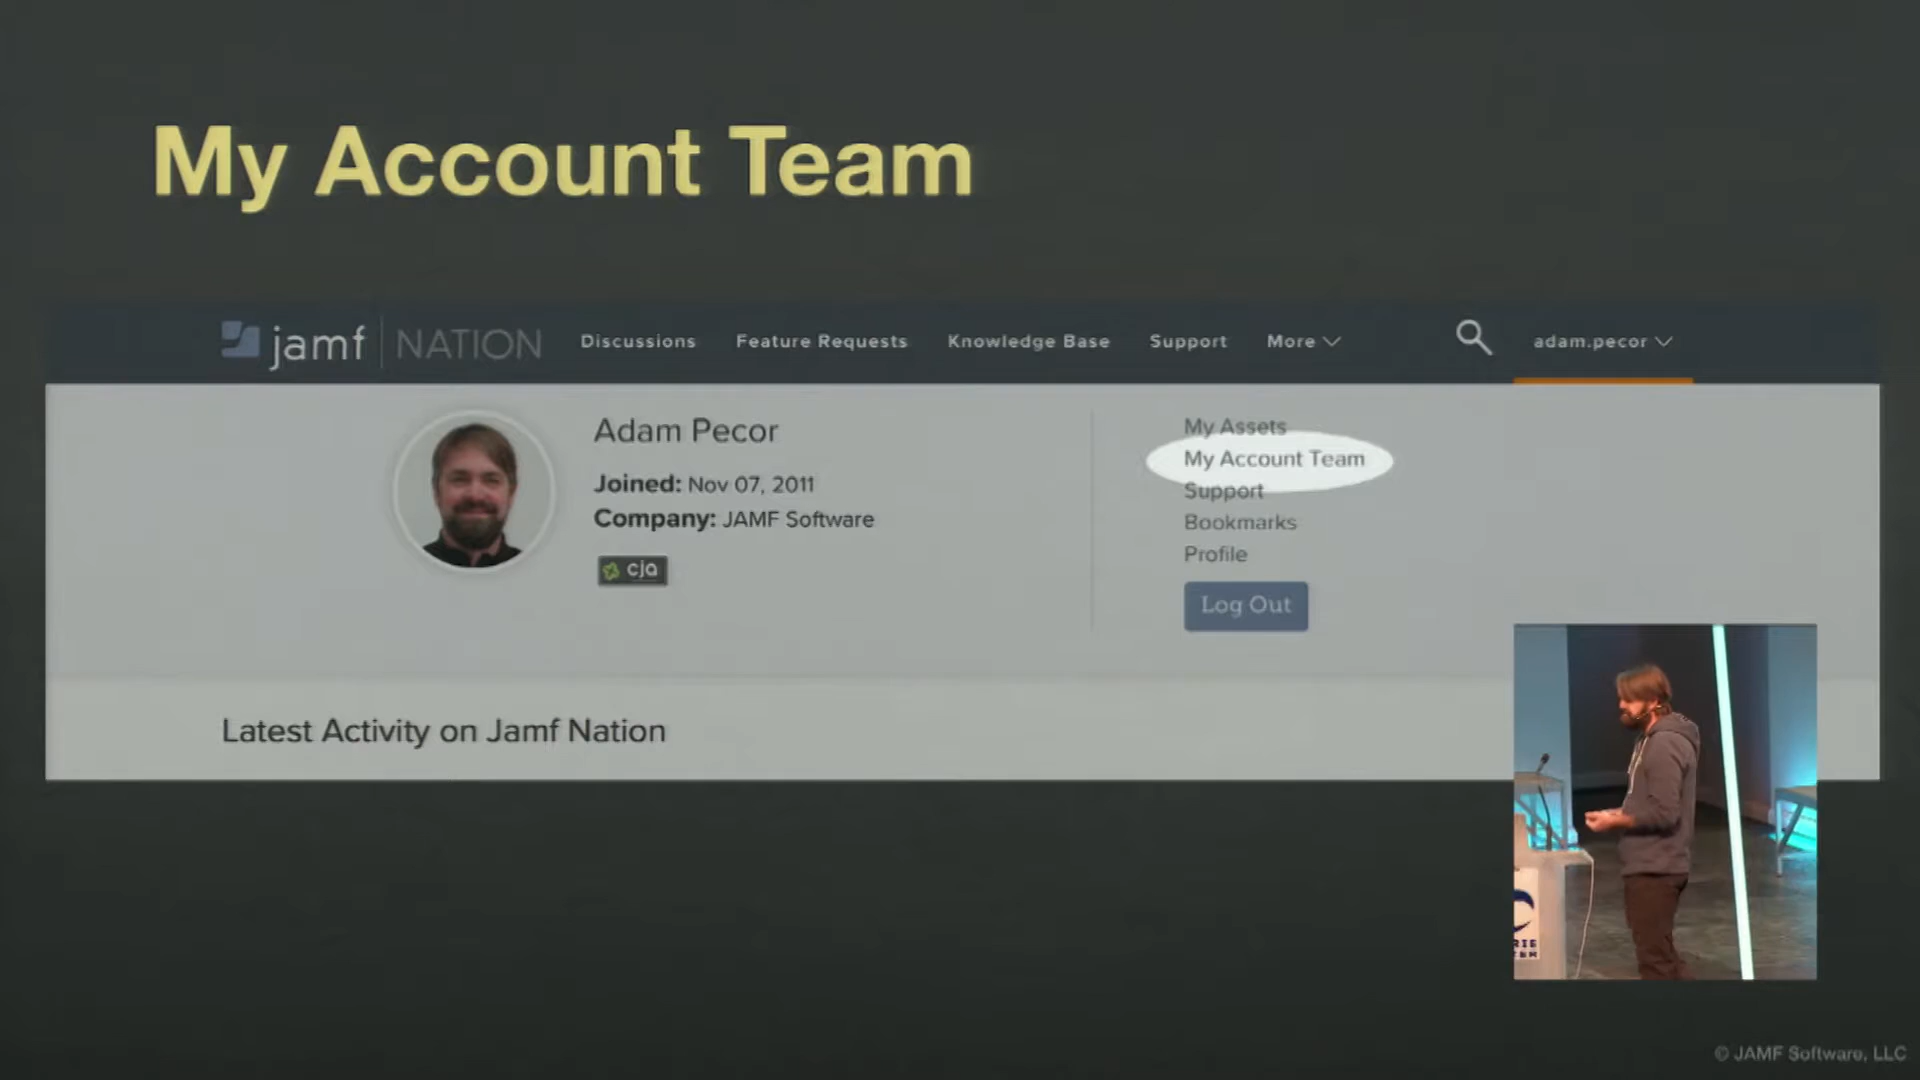 My Account Team
jamf NATION Discussions Feature Requests Knowledge Base Support More adam.pecor
Adam Pecor
Joined: Nov 07, 2011
Company: JAMF Software
cja
My Assets
My Account Team
Support
Bookmarks
Profile
Log Out
Latest Activity on Jamf Nation
© JAMF Software, LLC